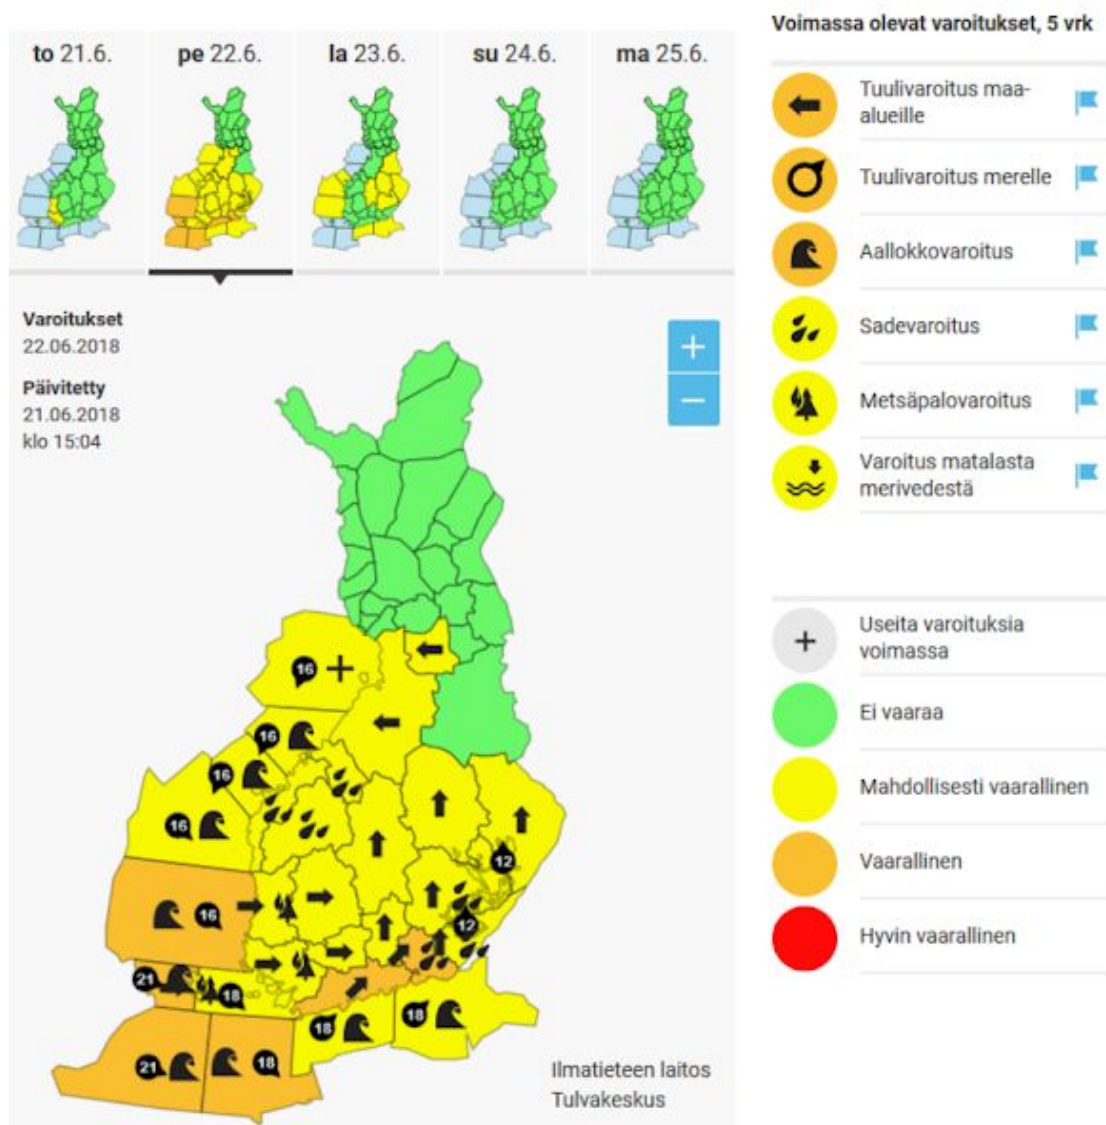 Voimassa olevat varoitukset, 5 vrk
to 21.6.
pe 22.6.
la 23.6.
su 24.6.
ma 25.6.
Varoitukset
22.06.2018
Päivitetty
21.06.2018
klo 15:04
+
−
16
16
16
16
12
16
12
21
18
18
18
21
18
Ilmatieteen laitos
Tulvakeskus
Tuulivaroitus maa-
alueille
Tuulivaroitus merelle
Aallokkovaroitus
Sadevaroitus
Metsäpalovaroitus
Varoitus matalasta
merivedestä
Useita varoituksia
voimassa
Ei vaaraa
Mahdollisesti vaarallinen
Vaarallinen
Hyvin vaarallinen